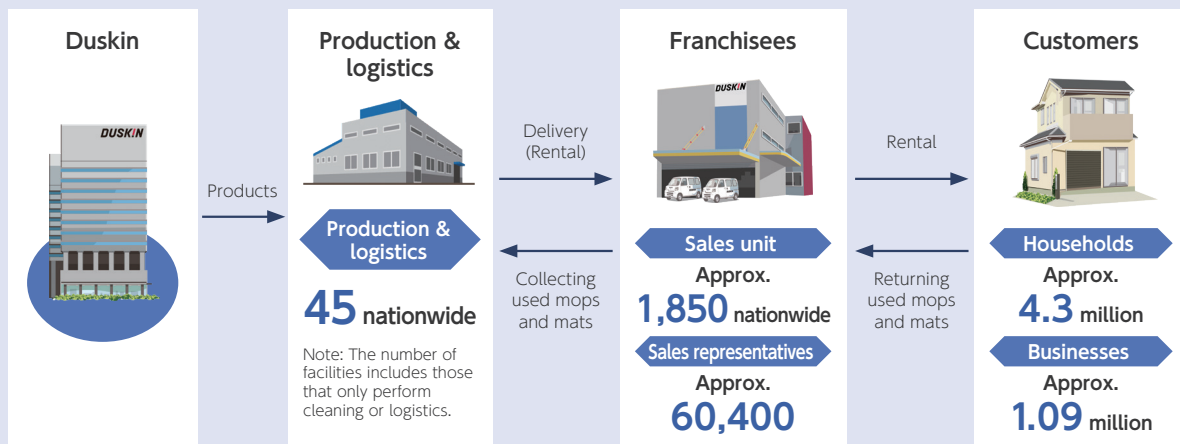 Duskin
DUSKIN
Products
Production &
logistics
Production &
logistics
45 nationwide
Note: The number of
facilities includes those
that only perform
cleaning or logistics.
Delivery
(Rental)
Collecting
used mops
and mats
Franchisees
DUSKIN
Sales unit
Approx.
1,850 nationwide
Sales representatives
Approx.
60,400
Rental
Returning
used mops
and mats
Customers
Households
Approx.
4.3 million
Businesses
Approx.
1.09 million